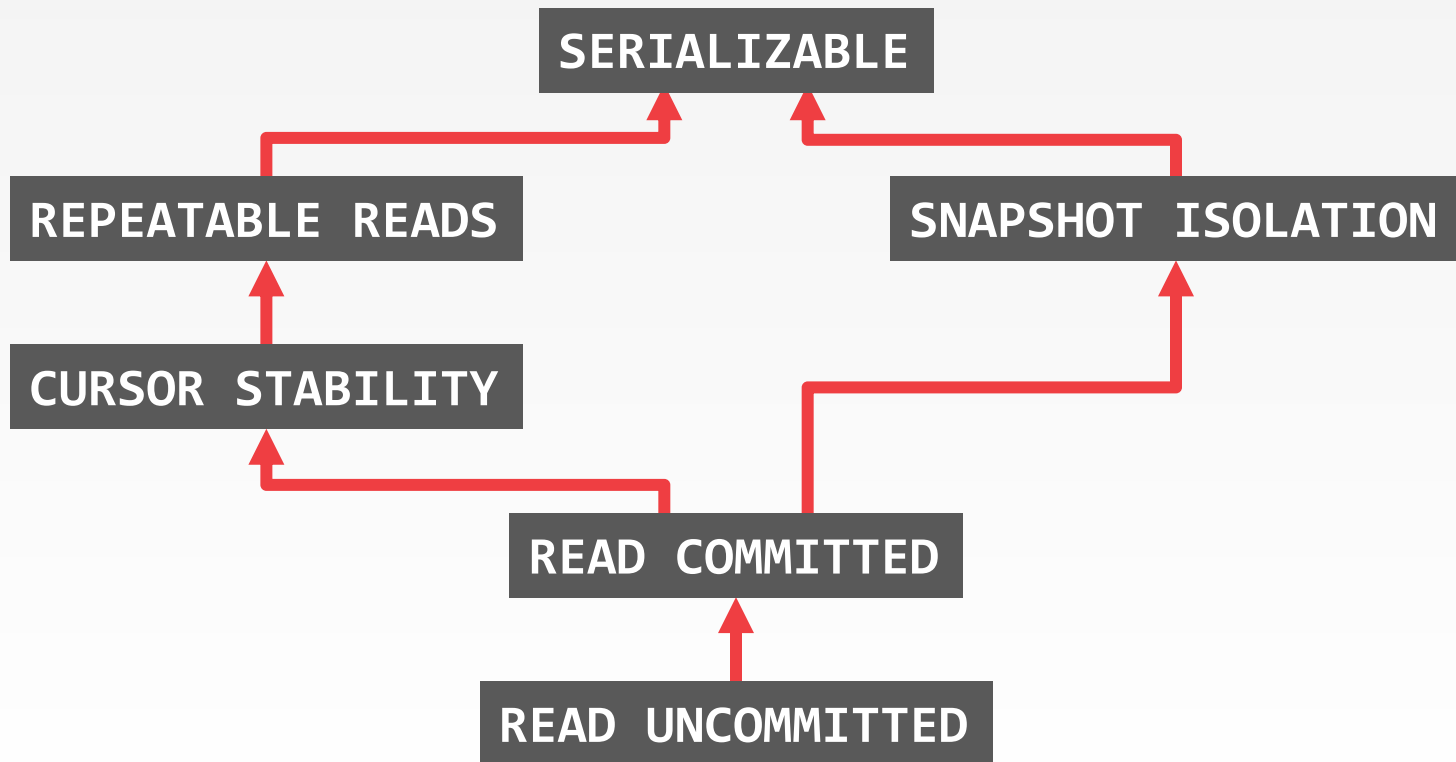 SERIALIZABLE
REPEATABLE READS
SNAPSHOT ISOLATION
CURSOR STABILITY
READ COMMITTED
READ UNCOMMITTED